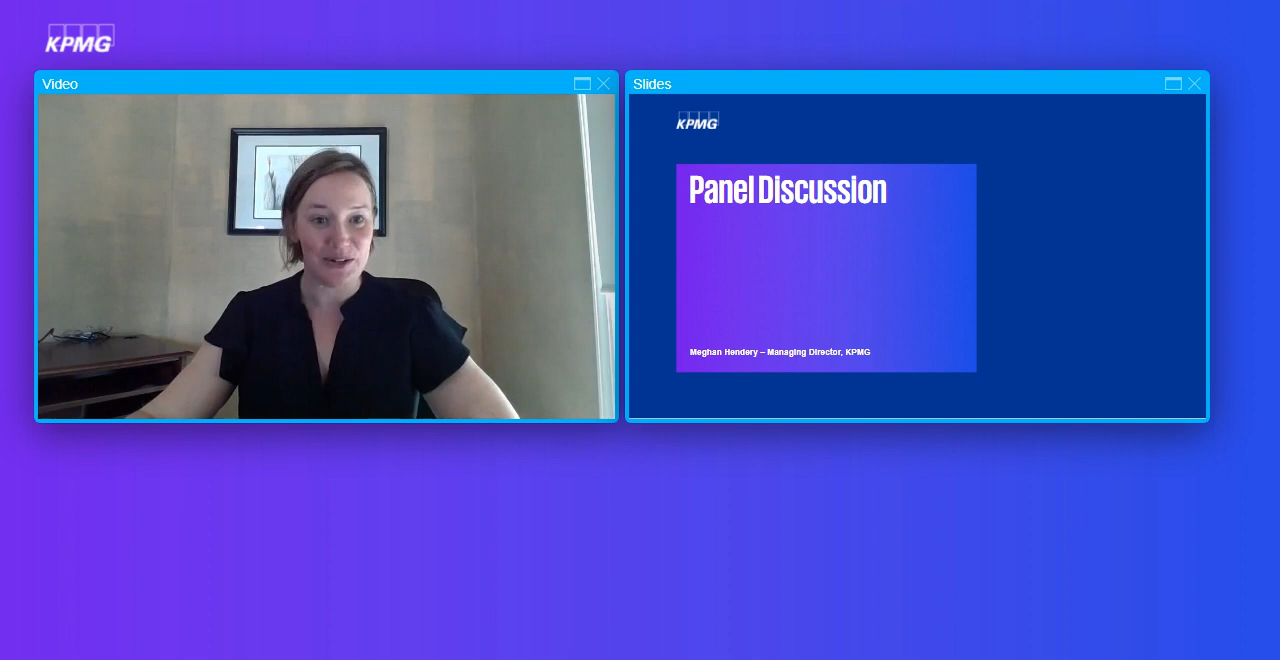 KPMG
Video
Slides
KPMG
Panel Discussion
Meghan Hendery – Managing Director, KPMG